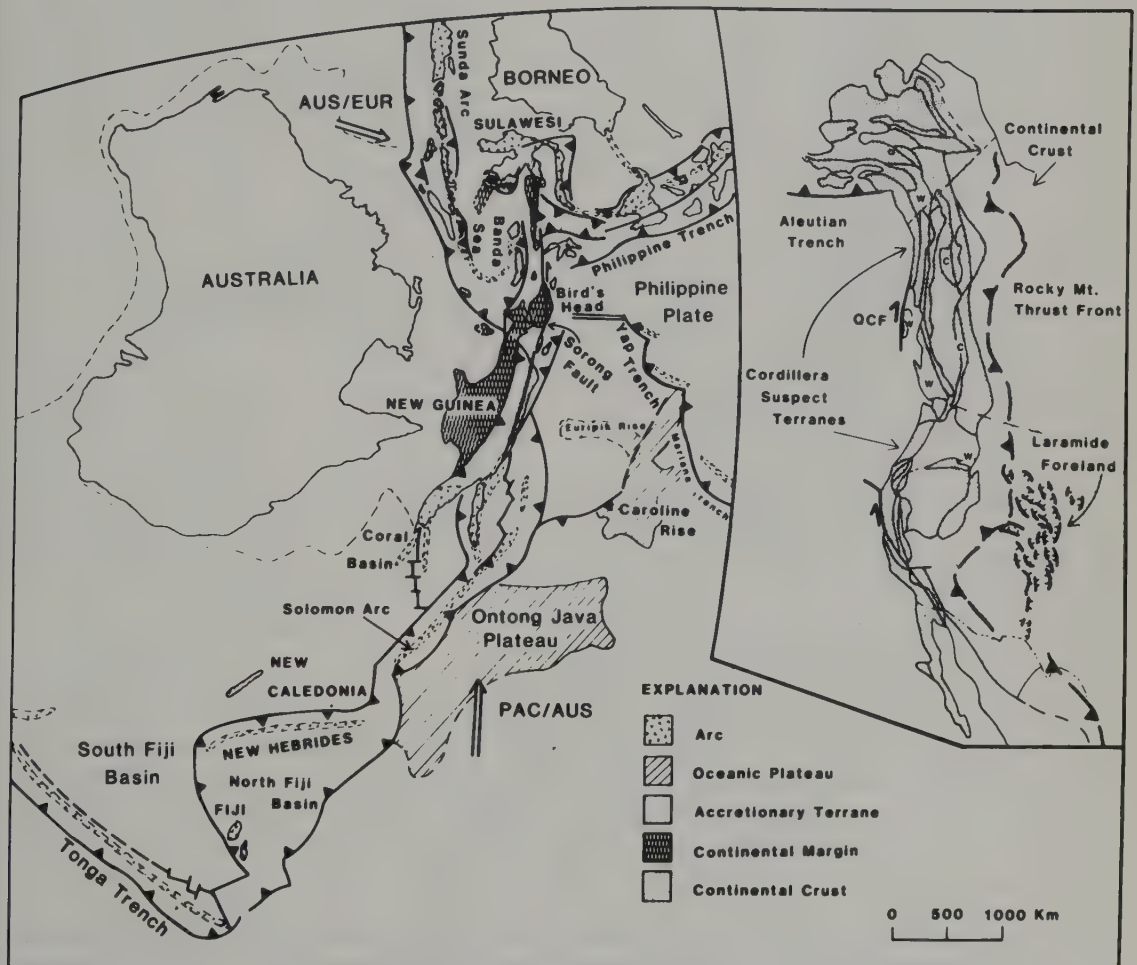 Sunda Arc
BORNEO
AUS/EUR
SULAWESI
Banda
Sea
AUSTRALIA
Philippine Trench
Bird's
Head
Philippine
Plate
Sorong
Fault
Yap Trench
NEW GUINEA
Euripik Rise
Mariana Trench
Caroline
Rise
Coral
Basin
Solomon Arc
Ontong Java
Plateau
NEW
CALEDONIA
PAC/AUS
NEW HEBRIDES
South Fiji
Basin
North Fiji
Basin
FIJI
Tonga Trench
Continental
Crust
Aleutian
Trench
W
C
QCF
W
Rocky Mt.
Thrust Front
C
Cordillera
Suspect
Terranes
W
Laramide
Foreland
W
EXPLANATION
Arc
Oceanic Plateau
Accretionary Terrane
Continental Margin
Continental Crust
0 500 1000 Km